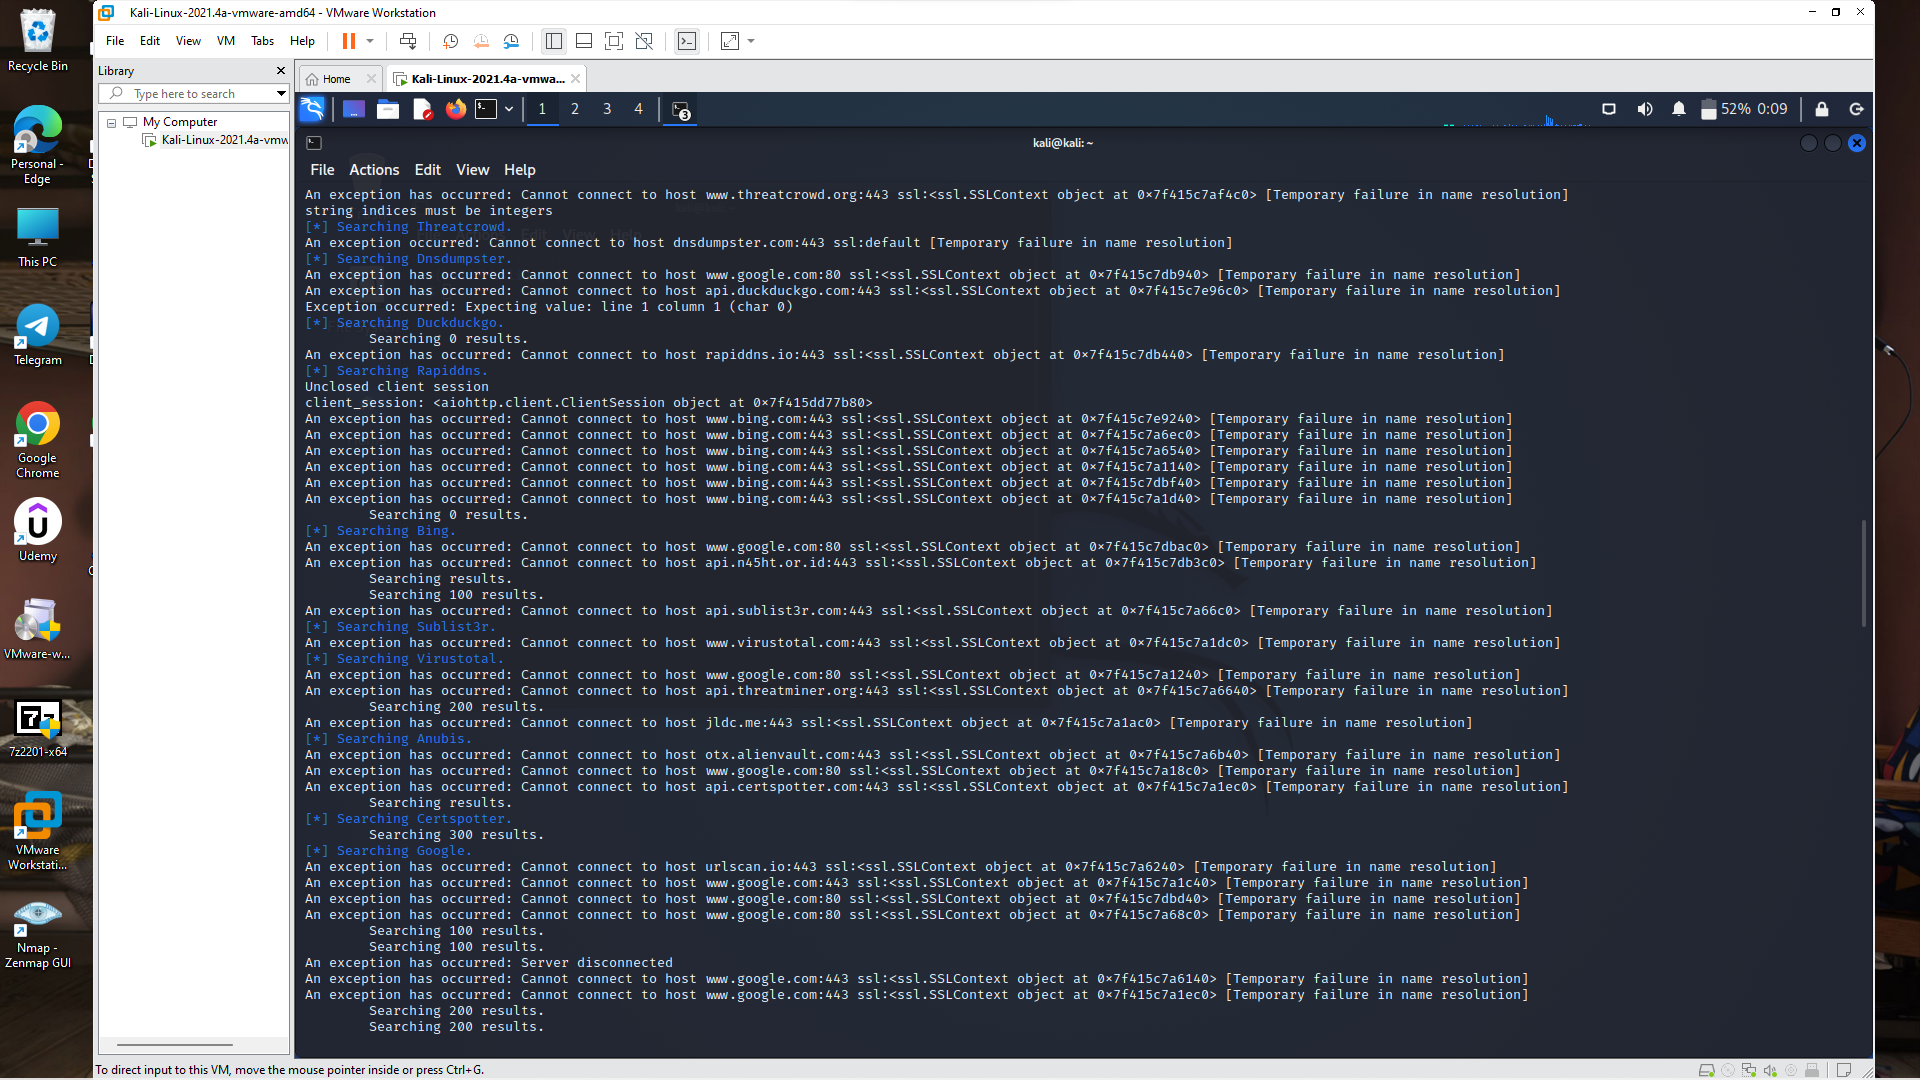 Kali-Linux-2021.4a-vmware-amd64 - VMware Workstation
File Edit View VM Tabs Help
Library
Type here to search
My Computer
Kali-Linux-2021.4a-vmw
Home
Kali-Linux-2021.4a-vmwa...
1 2 3 4
3
52% 0:09
kali@kali: ~
File Actions Edit View Help
An exception has occurred: Cannot connect to host www.threatcrowd.org:443 ssl:<ssl.SSLContext object at 0×7f415c7af4c0> [Temporary failure in name resolution]
string indices must be integers
[*] Searching Threatcrowd.
An exception occurred: Cannot connect to host dnsdumpster.com:443 ssl:default [Temporary failure in name resolution]
[*] Searching Dnsdumpster.
An exception has occurred: Cannot connect to host www.google.com:80 ssl:<ssl.SSLContext object at 0×7f415c7db940> [Temporary failure in name resolution]
An exception has occurred: Cannot connect to host api.duckduckgo.com:443 ssl:<ssl.SSLContext object at 0×7f415c7e96c0> [Temporary failure in name resolution]
Exception occurred: Expecting value: line 1 column 1 (char 0)
[*] Searching Duckduckgo.
Searching 0 results.
An exception has occurred: Cannot connect to host rapiddns.io:443 ssl:<ssl.SSLContext object at 0×7f415c7db440> [Temporary failure in name resolution]
[*] Searching Rapiddns.
Unclosed client session
client_session: <aiohttp.client.ClientSession object at 0×7f415dd77b80>
An exception has occurred: Cannot connect to host www.bing.com:443 ssl:<ssl.SSLContext object at 0×7f415c7e9240> [Temporary failure in name resolution]
An exception has occurred: Cannot connect to host www.bing.com:443 ssl:<ssl.SSLContext object at 0×7f415c7a6ec0> [Temporary failure in name resolution]
An exception has occurred: Cannot connect to host www.bing.com:443 ssl:<ssl.SSLContext object at 0×7f415c7a6540> [Temporary failure in name resolution]
An exception has occurred: Cannot connect to host www.bing.com:443 ssl:<ssl.SSLContext object at 0×7f415c7a1140> [Temporary failure in name resolution]
An exception has occurred: Cannot connect to host www.bing.com:443 ssl:<ssl.SSLContext object at 0×7f415c7dbf40> [Temporary failure in name resolution]
An exception has occurred: Cannot connect to host www.bing.com:443 ssl:<ssl.SSLContext object at 0×7f415c7a1d40> [Temporary failure in name resolution]
Searching 0 results.
[*] Searching Bing.
An exception has occurred: Cannot connect to host www.google.com:80 ssl:<ssl.SSLContext object at 0×7f415c7dbac0> [Temporary failure in name resolution]
An exception has occurred: Cannot connect to host api.n45ht.or.id:443 ssl:<ssl.SSLContext object at 0×7f415c7db3c0> [Temporary failure in name resolution]
Searching results.
Searching 100 results.
An exception has occurred: Cannot connect to host api.sublist3r.com:443 ssl:<ssl.SSLContext object at 0×7f415c7a66c0> [Temporary failure in name resolution]
[*] Searching Sublist3r.
An exception has occurred: Cannot connect to host www.virustotal.com:443 ssl:<ssl.SSLContext object at 0×7f415c7a1dc0> [Temporary failure in name resolution]
[*] Searching Virustotal.
An exception has occurred: Cannot connect to host www.google.com:80 ssl:<ssl.SSLContext object at 0×7f415c7a1240> [Temporary failure in name resolution]
An exception has occurred: Cannot connect to host api.threatminer.org:443 ssl:<ssl.SSLContext object at 0×7f415c7a6640> [Temporary failure in name resolution]
Searching 200 results.
An exception has occurred: Cannot connect to host jldc.me:443 ssl:<ssl.SSLContext object at 0×7f415c7a1ac0> [Temporary failure in name resolution]
[*] Searching Anubis.
An exception has occurred: Cannot connect to host otx.alienvault.com:443 ssl:<ssl.SSLContext object at 0×7f415c7a6b40> [Temporary failure in name resolution]
An exception has occurred: Cannot connect to host www.google.com:80 ssl:<ssl.SSLContext object at 0×7f415c7a18c0> [Temporary failure in name resolution]
An exception has occurred: Cannot connect to host api.certspotter.com:443 ssl:<ssl.SSLContext object at 0×7f415c7a1ec0> [Temporary failure in name resolution]
Searching results.
[*] Searching Certspotter.
Searching 300 results.
[*] Searching Google.
An exception has occurred: Cannot connect to host urlscan.io:443 ssl:<ssl.SSLContext object at 0×7f415c7a6240> [Temporary failure in name resolution]
An exception has occurred: Cannot connect to host www.google.com:443 ssl:<ssl.SSLContext object at 0×7f415c7a1c40> [Temporary failure in name resolution]
An exception has occurred: Cannot connect to host www.google.com:80 ssl:<ssl.SSLContext object at 0×7f415c7dbd40> [Temporary failure in name resolution]
An exception has occurred: Cannot connect to host www.google.com:80 ssl:<ssl.SSLContext object at 0×7f415c7a68c0> [Temporary failure in name resolution]
Searching 100 results.
Searching 100 results.
An exception has occurred: Server disconnected
An exception has occurred: Cannot connect to host www.google.com:443 ssl:<ssl.SSLContext object at 0×7f415c7a6140> [Temporary failure in name resolution]
An exception has occurred: Cannot connect to host www.google.com:443 ssl:<ssl.SSLContext object at 0×7f415c7a1ec0> [Temporary failure in name resolution]
Searching 200 results.
Searching 200 results.
To direct input to this VM, move the mouse pointer inside or press Ctrl+G.
Recycle Bin
Personal -
Edge
This PC
Telegram
Google
Chrome
Udemy
VMware-w...
7z2201-x64
VMware
Workstati...
Nmap -
Zenmap GUI